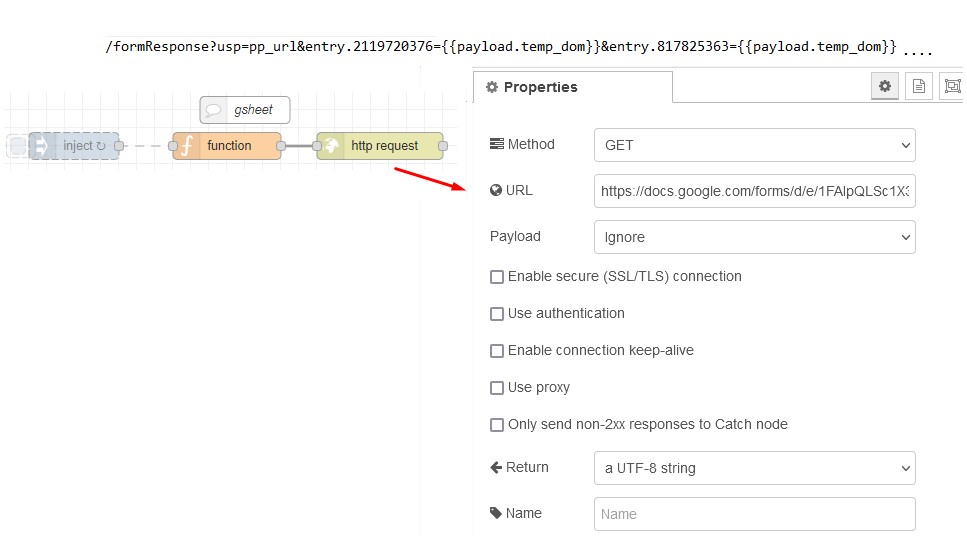 /formResponse?usp=pp_url&entry.2119720376={{payload.temp_dom}}&entry.817825363={{payload.temp_dom}} ....
Properties
gsheet
inject ↻
function
http request
Method
GET
URL
https://docs.google.com/forms/d/e/1FAlpQLSc1X3
Payload
Ignore
Enable secure (SSL/TLS) connection
Use authentication
Enable connection keep-alive
Use proxy
Only send non-2xx responses to Catch node
Return
a UTF-8 string
Name
Name